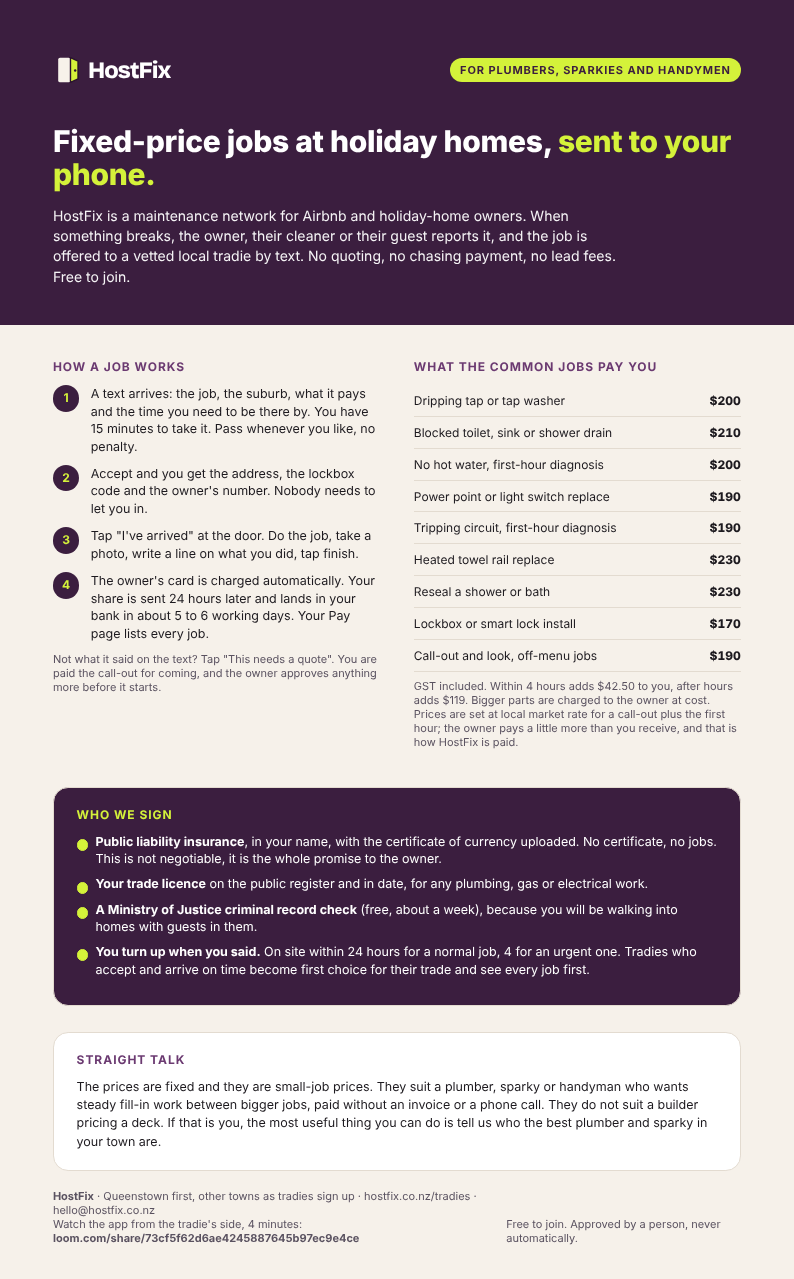 HostFix
FOR PLUMBERS, SPARKIES AND HANDYMEN
Fixed-price jobs at holiday homes, sent to your
phone.
HostFix is a maintenance network for Airbnb and holiday-home owners. When
something breaks, the owner, their cleaner or their guest reports it, and the job is
offered to a vetted local tradie by text. No quoting, no chasing payment, no lead fees.
Free to join.
HOW A JOB WORKS
1
A text arrives: the job, the suburb, what it pays
and the time you need to be there by. You have
15 minutes to take it. Pass whenever you like, no
penalty.
2
Accept and you get the address, the lockbox
code and the owner's number. Nobody needs to
let you in.
3
Tap "I've arrived" at the door. Do the job, take a
photo, write a line on what you did, tap finish.
4
The owner's card is charged automatically. Your
share is sent 24 hours later and lands in your
bank in about 5 to 6 working days. Your Pay
page lists every job.
Not what it said on the text? Tap "This needs a quote". You are
paid the call-out for coming, and the owner approves anything
more before it starts.
WHAT THE COMMON JOBS PAY YOU
Dripping tap or tap washer $200
Blocked toilet, sink or shower drain $210
No hot water, first-hour diagnosis $200
Power point or light switch replace $190
Tripping circuit, first-hour diagnosis $190
Heated towel rail replace $230
Reseal a shower or bath $230
Lockbox or smart lock install $170
Call-out and look, off-menu jobs $190
GST included. Within 4 hours adds $42.50 to you, after hours
adds $119. Bigger parts are charged to the owner at cost.
Prices are set at local market rate for a call-out plus the first
hour; the owner pays a little more than you receive, and that is
how HostFix is paid.
WHO WE SIGN
Public liability insurance, in your name, with the certificate of currency uploaded. No certificate, no jobs.
This is not negotiable, it is the whole promise to the owner.
Your trade licence on the public register and in date, for any plumbing, gas or electrical work.
A Ministry of Justice criminal record check (free, about a week), because you will be walking into
homes with guests in them.
You turn up when you said. On site within 24 hours for a normal job, 4 for an urgent one. Tradies who
accept and arrive on time become first choice for their trade and see every job first.
STRAIGHT TALK
The prices are fixed and they are small-job prices. They suit a plumber, sparky or handyman who wants
steady fill-in work between bigger jobs, paid without an invoice or a phone call. They do not suit a builder
pricing a deck. If that is you, the most useful thing you can do is tell us who the best plumber and sparky in
your town are.
HostFix · Queenstown first, other towns as tradies sign up · hostfix.co.nz/tradies ·
hello@hostfix.co.nz
Watch the app from the tradie's side, 4 minutes:
loom.com/share/73cf5f62d6ae4245887645b97ec9e4ce
Free to join. Approved by a person, never
automatically.